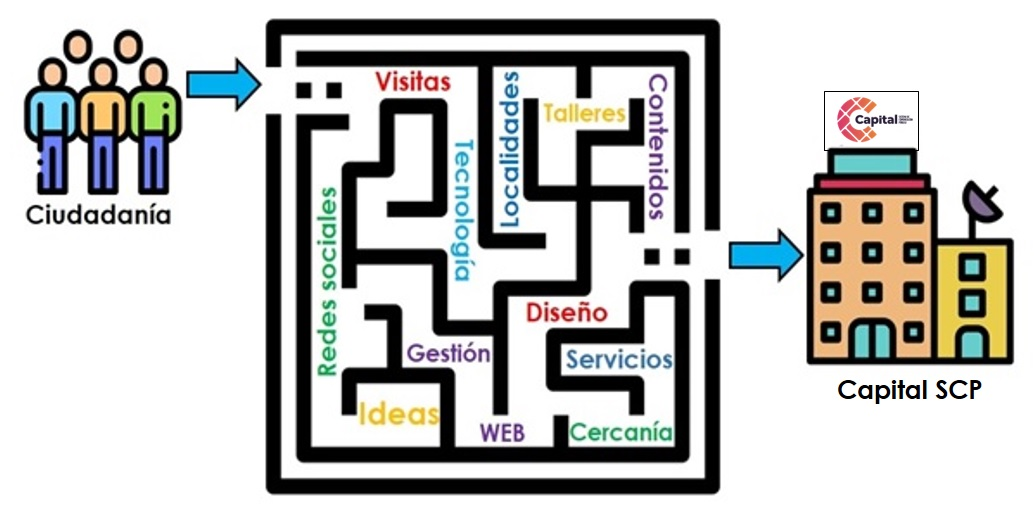 Ciudadanía
Visitas
Tecnología
Localidades
Talleres
Contenidos
Redes sociales
Diseño
Gestión
Servicios
Ideas
WEB
Cercanía
Capital
Capital SCP